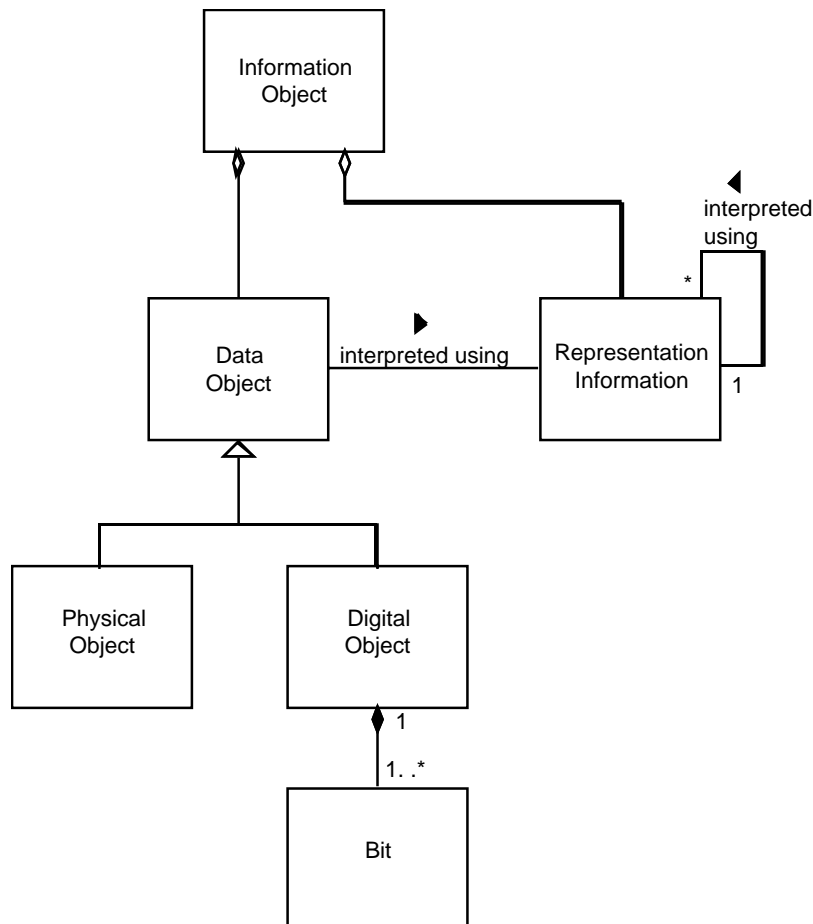 Information
Object
interpreted
using
*
Data
Object
interpreted using
Representation
Information
1
Physical
Object
Digital
Object
1
1. .*
Bit